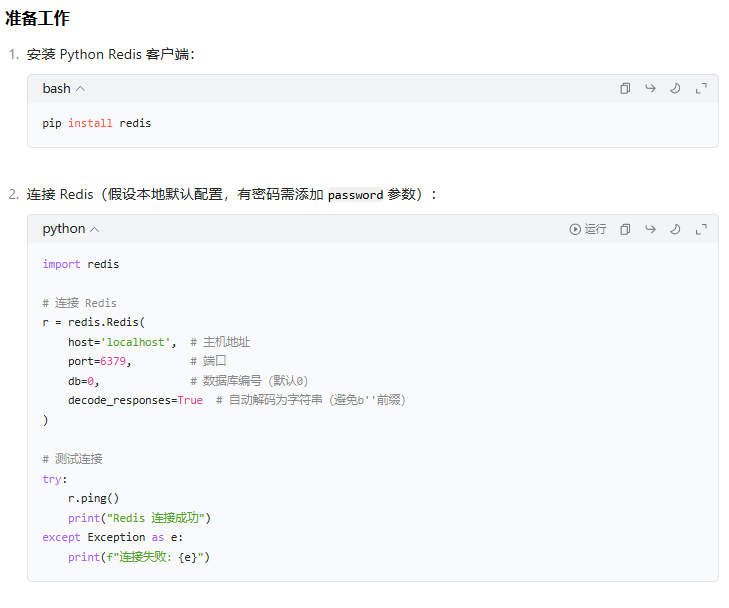 准备工作
1. 安装 Python Redis 客户端：
bash
pip install redis
2. 连接 Redis（假设本地默认配置，有密码需添加 password 参数）：
python
运行
import redis
# 连接 Redis
r = redis.Redis(
    host='localhost',  # 主机地址
    port=6379,         # 端口
    db=0,              # 数据库编号（默认0）
    decode_responses=True  # 自动解码为字符串（避免b''前缀）
)
# 测试连接
try:
    r.ping()
    print("Redis 连接成功")
except Exception as e:
    print(f"连接失败: {e}")